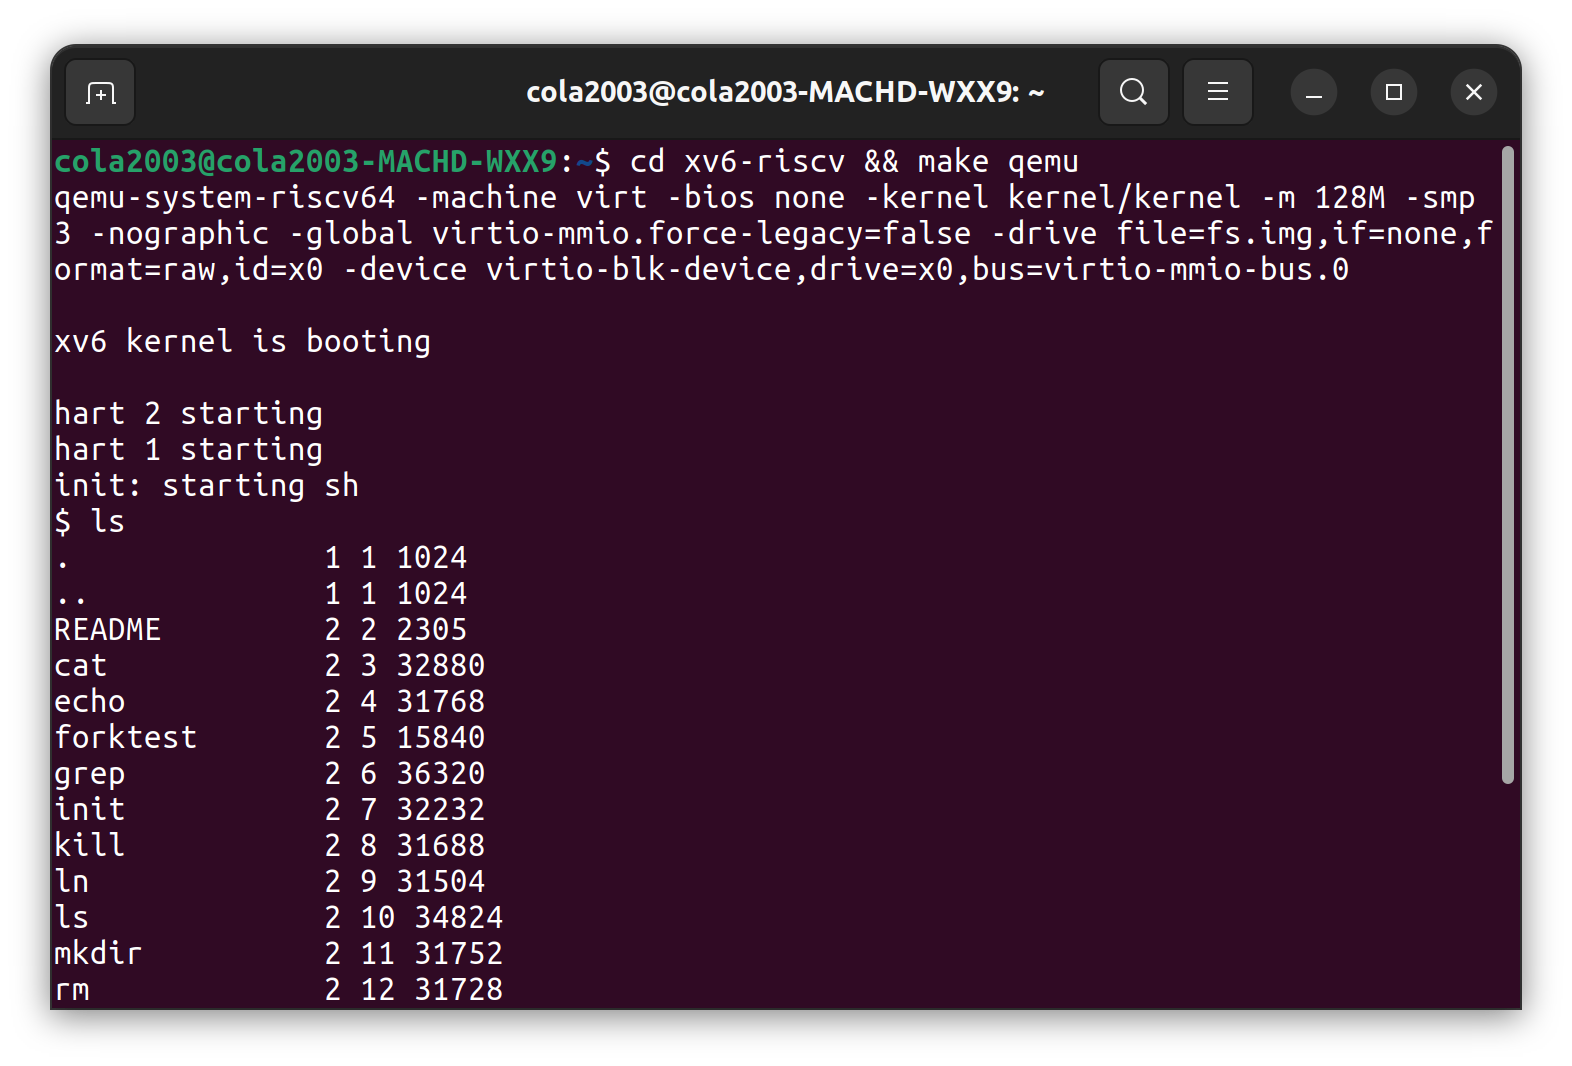 cola2003@cola2003-MACHD-WXX9: ~
cola2003@cola2003-MACHD-WXX9:~$ cd xv6-riscv && make qemu
qemu-system-riscv64 -machine virt -bios none -kernel kernel/kernel -m 128M -smp
3 -nographic -global virtio-mmio.force-legacy=false -drive file=fs.img,if=none,f
ormat=raw,id=x0 -device virtio-blk-device,drive=x0,bus=virtio-mmio-bus.0
xv6 kernel is booting
hart 2 starting
hart 1 starting
init: starting sh
$ ls
.              1 1 1024
..             1 1 1024
README         2 2 2305
cat            2 3 32880
echo           2 4 31768
forktest       2 5 15840
grep           2 6 36320
init           2 7 32232
kill           2 8 31688
ln             2 9 31504
ls             2 10 34824
mkdir          2 11 31752
rm             2 12 31728